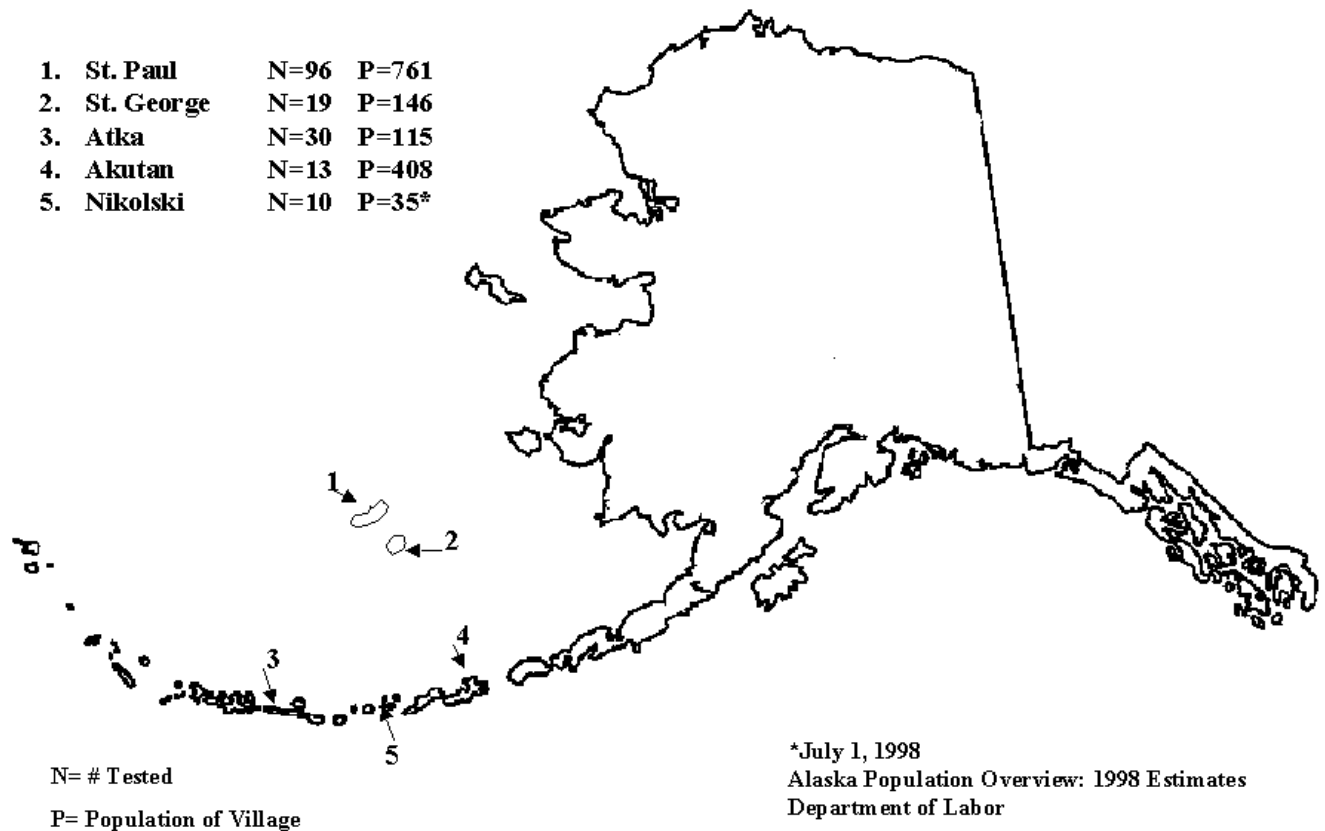 1. St. Paul N=96 P=761
2. St. George N=19 P=146
3. Atka N=30 P=115
4. Akutan N=13 P=408
5. Nikolski N=10 P=35*
1
2
3
4
5
N= # Tested
P= Population of Village
*July 1, 1998
Alaska Population Overview: 1998 Estimates
Department of Labor